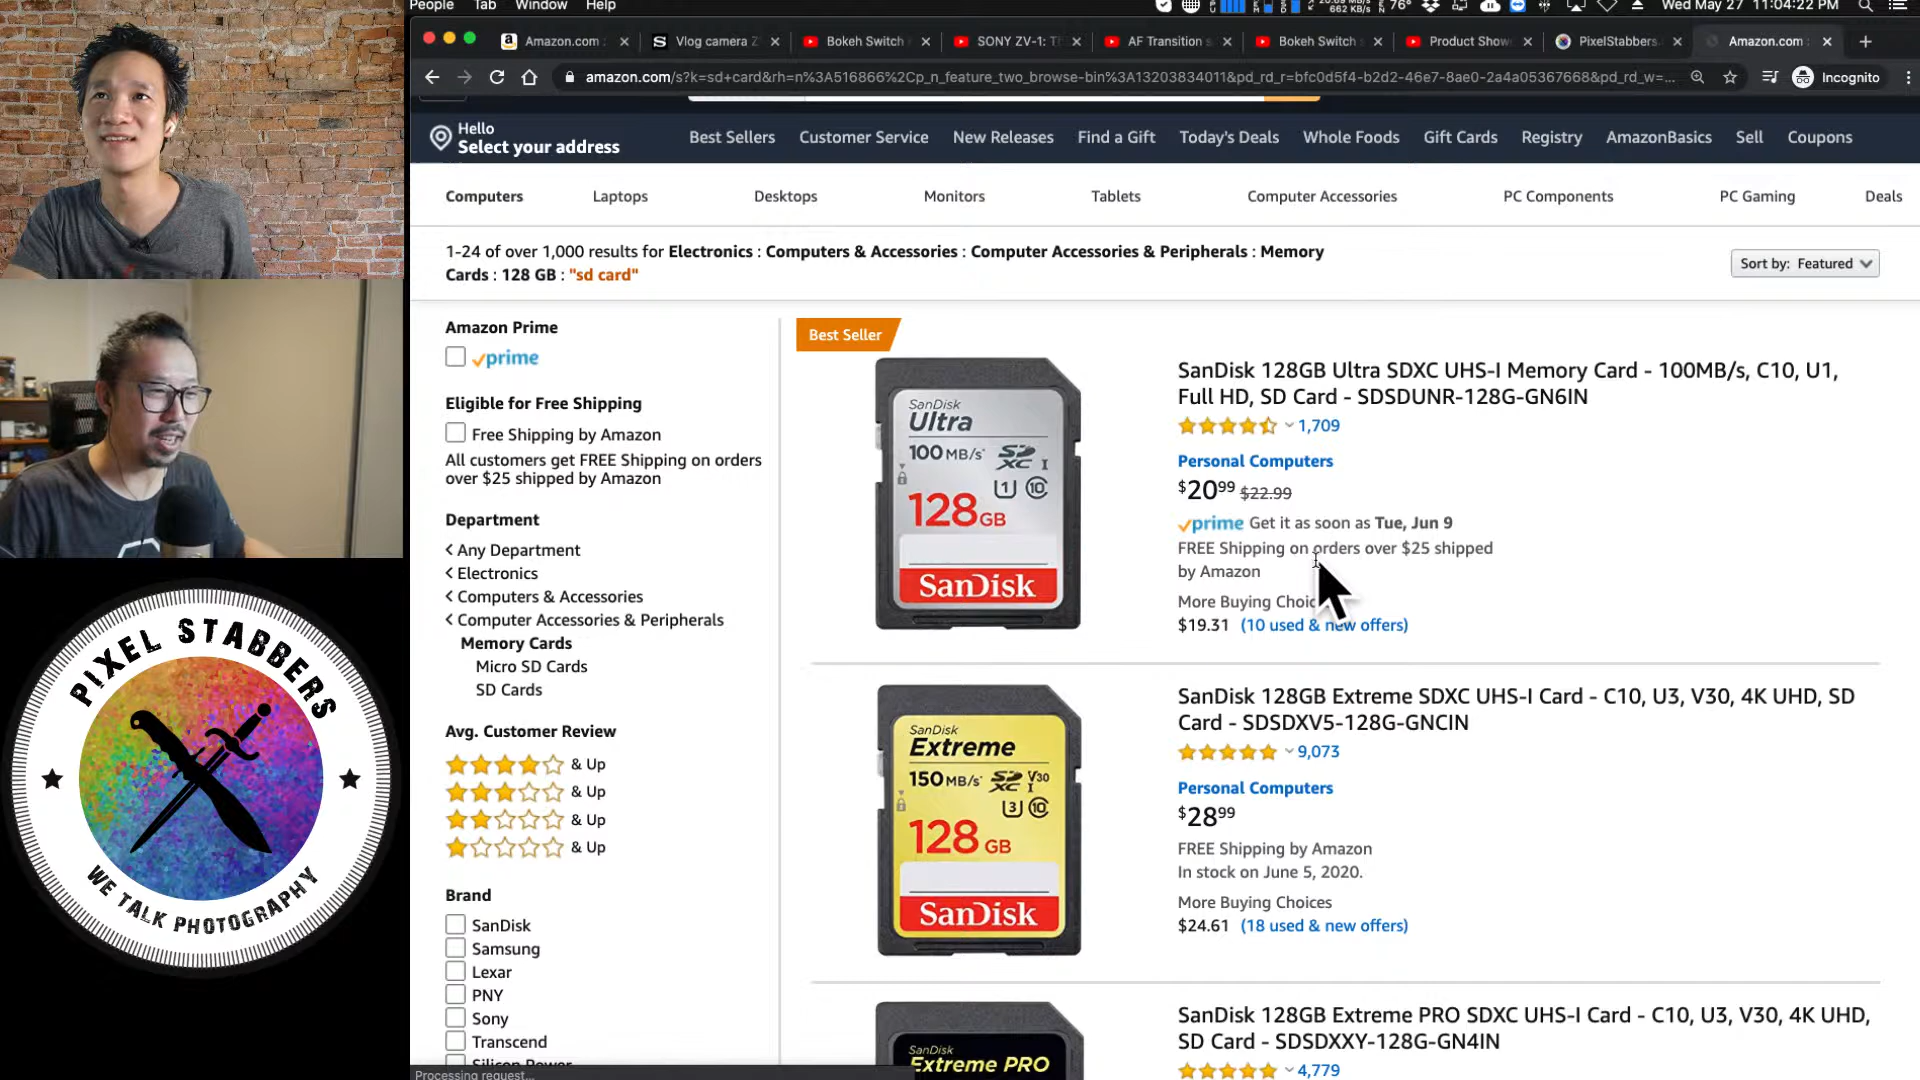 People Tab Window Help
662 KB/s 76° Wed May 27 11:04:22 PM
Amazon.com :
Vlog camera Z
Bokeh Switch
SONY ZV-1: T
AF Transition s
Bokeh Switch
Product Show
PixelStabbers.
Amazon.com :
amazon.com/s?k=sd+card&rh=n%3A516866%2Cp_n_feature_two_browse-bin%3A13203834011&pd_rd_r=bfc0d5f4-b2d2-46e7-8ae0-2a4a05367668&pd_rd_w=...
Incognito
Hello
Select your address
Best Sellers Customer Service New Releases Find a Gift Today's Deals Whole Foods Gift Cards Registry AmazonBasics Sell Coupons
Computers Laptops Desktops Monitors Tablets Computer Accessories PC Components PC Gaming Deals
1-24 of over 1,000 results for Electronics : Computers & Accessories : Computer Accessories & Peripherals : Memory
Cards : 128 GB : "sd card"
Sort by: Featured
Amazon Prime
prime
Eligible for Free Shipping
Free Shipping by Amazon
All customers get FREE Shipping on orders
over $25 shipped by Amazon
Department
Any Department
Electronics
Computers & Accessories
Computer Accessories & Peripherals
Memory Cards
Micro SD Cards
SD Cards
Avg. Customer Review
& Up
& Up
& Up
& Up
Brand
SanDisk
Samsung
Lexar
PNY
Sony
Transcend
Silicon Power
Processing request...
Best Seller
SanDisk
Ultra
100 MB/s
SD XC I
1 10
128 GB
SanDisk
SanDisk 128GB Ultra SDXC UHS-I Memory Card - 100MB/s, C10, U1,
Full HD, SD Card - SDSDUNR-128G-GN6IN
1,709
Personal Computers
$20.99 $22.99
prime Get it as soon as Tue, Jun 9
FREE Shipping on orders over $25 shipped
by Amazon
More Buying Choi
$19.31 (10 used & new offers)
SanDisk
Extreme
150 MB/s SD XC I V30
3 10
128 GB
SanDisk
SanDisk 128GB Extreme SDXC UHS-I Card - C10, U3, V30, 4K UHD, SD
Card - SDSDXV5-128G-GNCIN
9,073
Personal Computers
$28.99
FREE Shipping by Amazon
In stock on June 5, 2020.
More Buying Choices
$24.61 (18 used & new offers)
SanDisk
Extreme PRO
SanDisk 128GB Extreme PRO SDXC UHS-I Card - C10, U3, V30, 4K UHD,
SD Card - SDSDXXY-128G-GN4IN
4,779
PIXEL STABBERS
WE TALK PHOTOGRAPHY